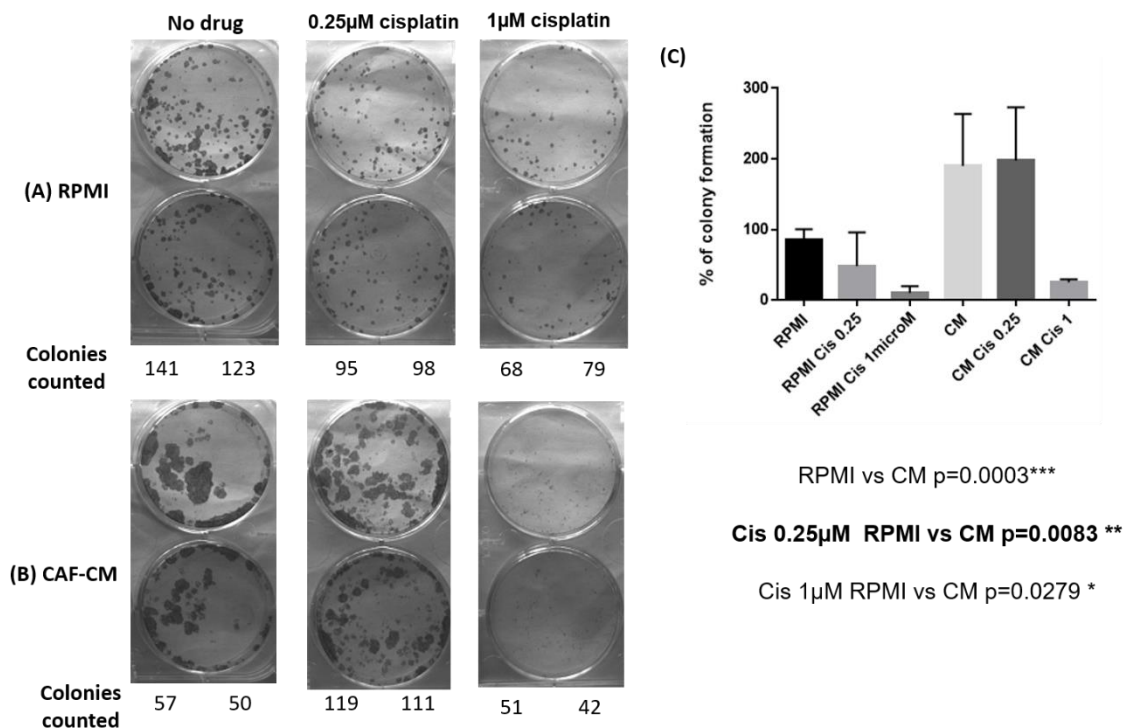 No drug
0.25µM cisplatin
1µM cisplatin
(A) RPMI
Colonies
counted
141 123
95 98
68 79
(B) CAF-CM
Colonies
counted
57 50
119 111
51 42
(C)
% of colony formation
300
200
100
0
RPMI
RPMI Cis 0.25
RPMI Cis 1microM
CM
CM Cis 0.25
CM Cis 1
RPMI vs CM p=0.0003***
Cis 0.25µM RPMI vs CM p=0.0083 **
Cis 1µM RPMI vs CM p=0.0279 *